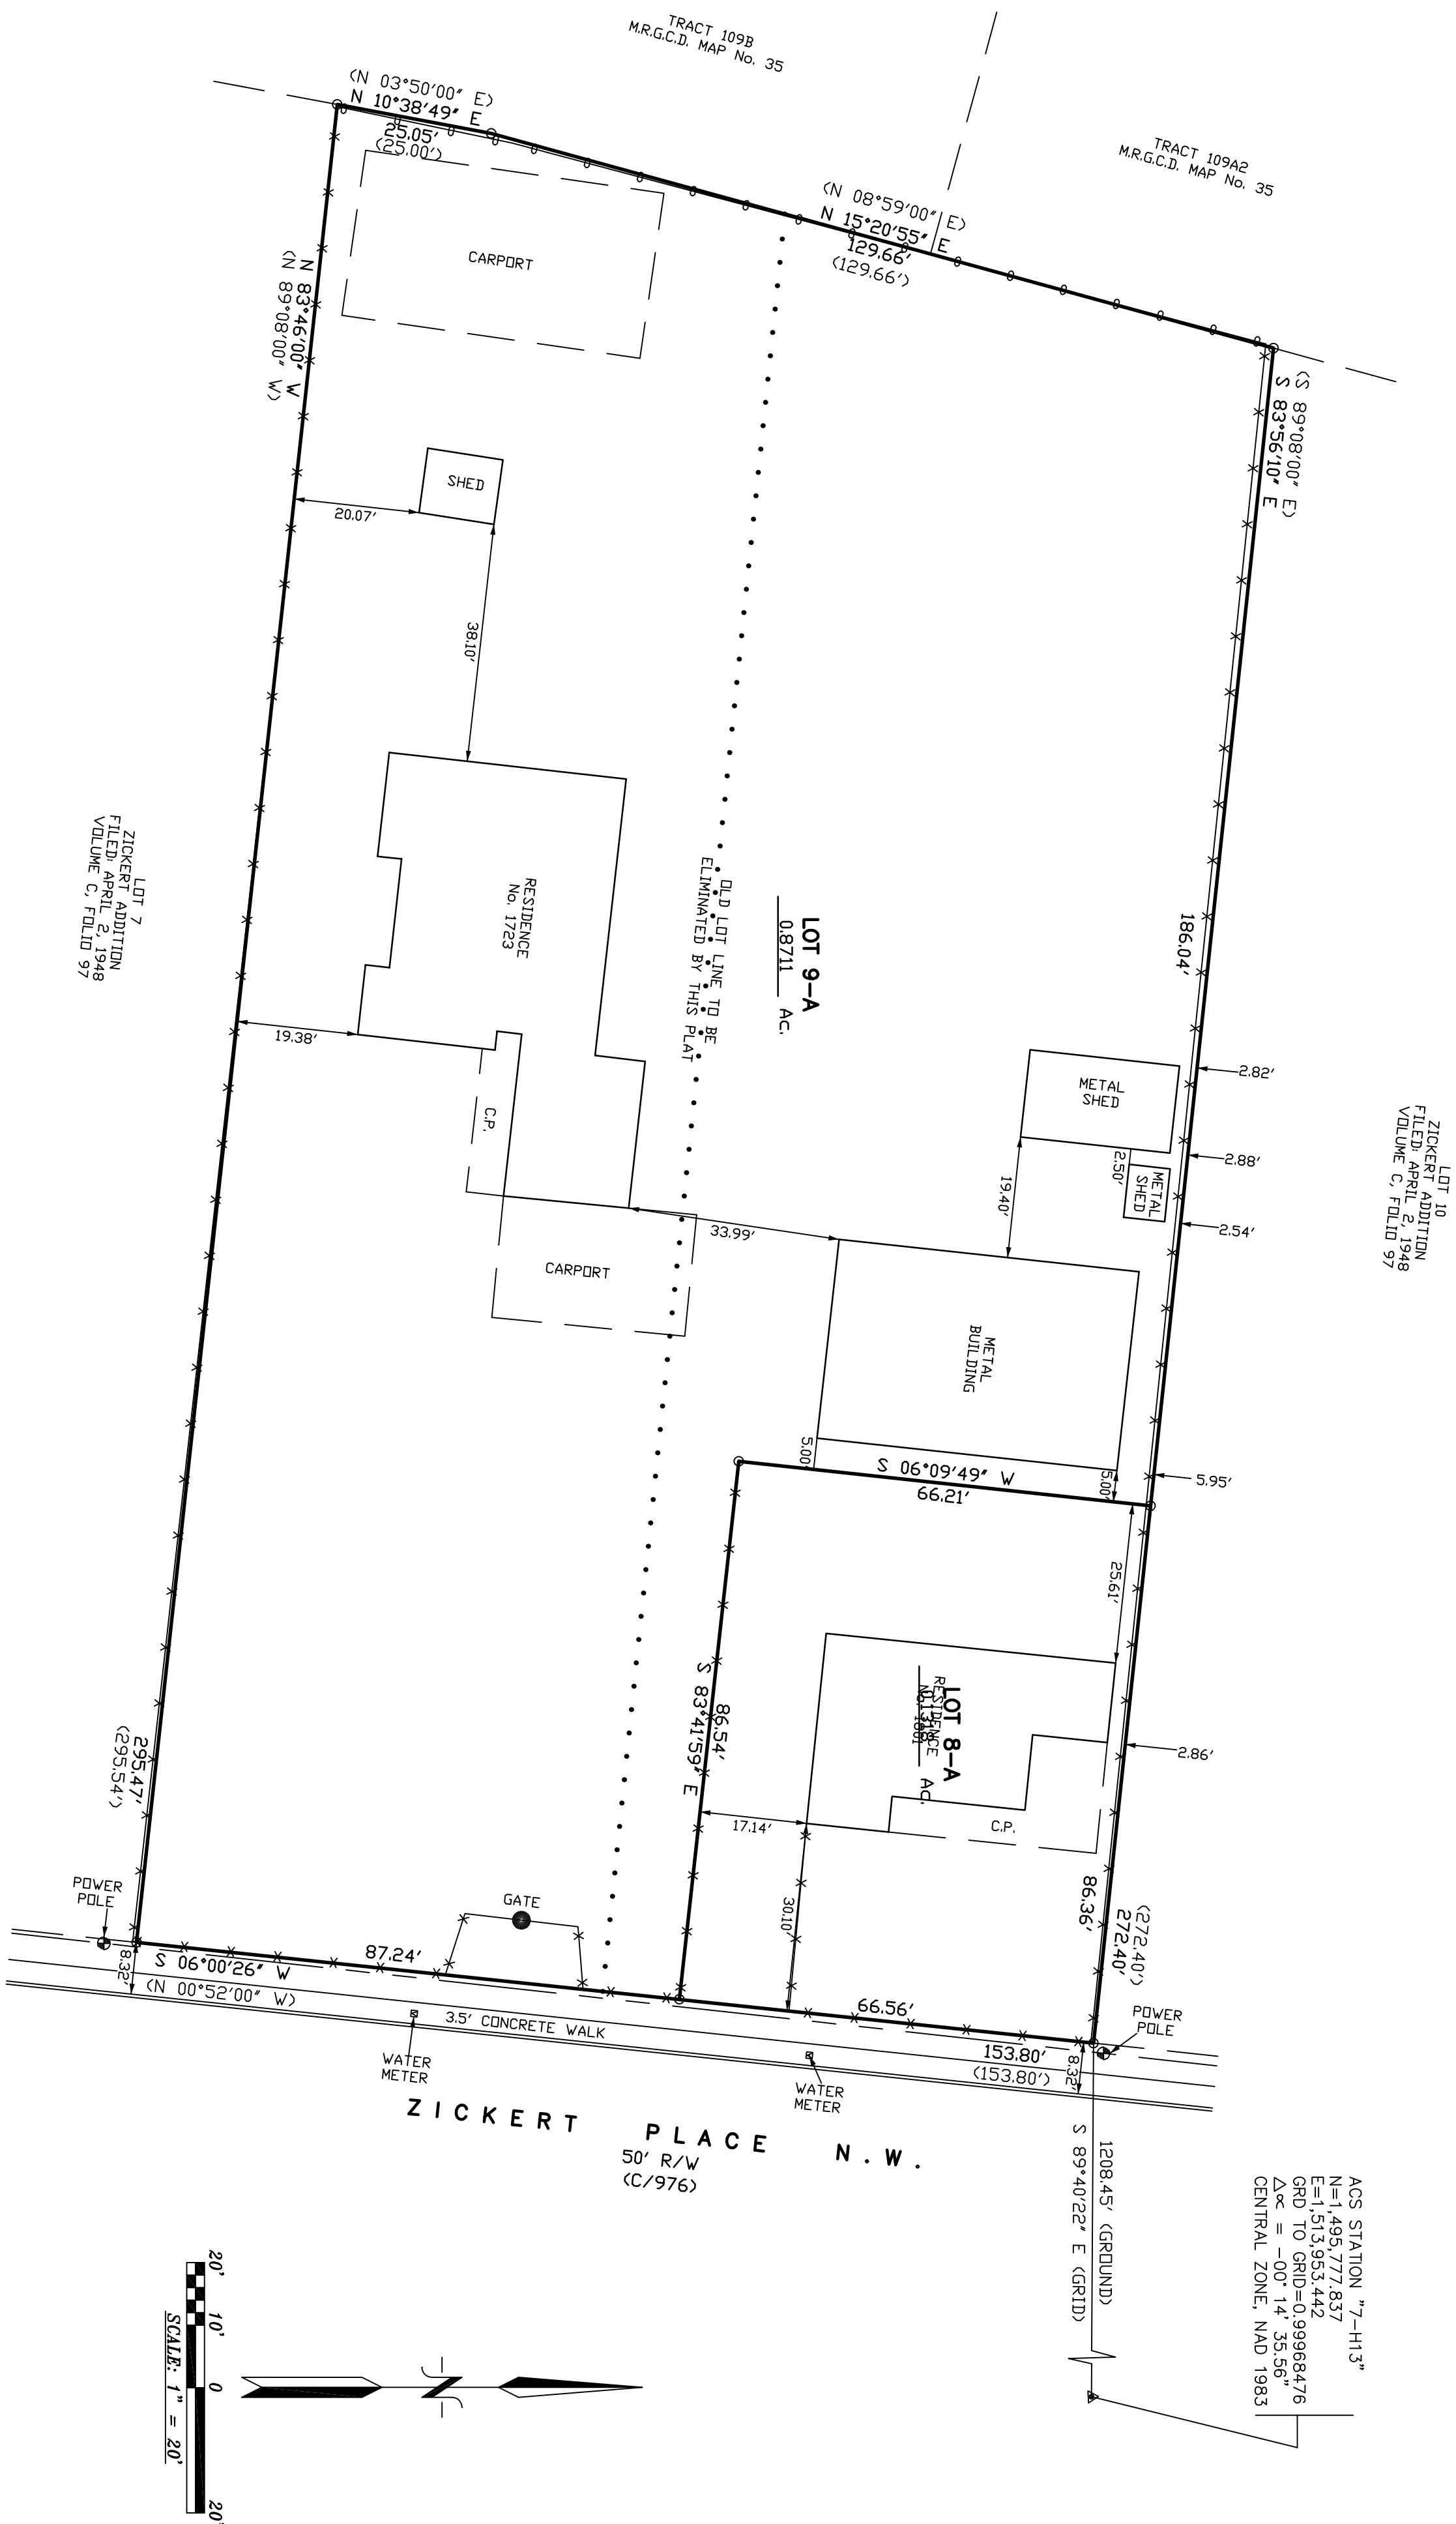 TRACT 109B
M.R.G.C.D. MAP No. 35
TRACT 109A2
M.R.G.C.D. MAP No. 35
(N 03°50'00" E)
N 10°38'49" E
25.05'
(25.00')
(N 08°59'00" E)
N 15°20'55" E
129.66'
(129.66')
(S 89°08'00" E)
S 83°56'10" E
CARPORT
N 83°46'00" W
(N 89°08'00" W)
SHED
20.07'
38.10'
RESIDENCE
No. 1723
OLD LOT LINE TO BE
ELIMINATED BY THIS PLAT
LOT 9-A
0.8711 Ac.
186.04'
LOT 7
ZICKERT ADDITION
FILED: APRIL 2, 1948
VOLUME C, FOLIO 97
LOT 10
ZICKERT ADDITION
FILED: APRIL 2, 1948
VOLUME C, FOLIO 97
19.38'
C.P.
CARPORT
33.99'
METAL
SHED
2.82'
2.88'
2.50'
METAL
SHED
2.54'
19.40'
METAL
BUILDING
5.00'
5.00'
5.95'
S 06°09'49" W
66.21'
25.61'
LOT 8-A
Ac.
RESIDENCE
2.86'
C.P.
S 83°41'59" E
86.54'
17.14'
30.10'
86.36'
(272.40')
272.40'
295.47'
(295.54')
POWER
POLE
GATE
8.32'
S 06°00'26" W
(N 00°52'00" W)
87.24'
66.56'
153.80'
(153.80')
8.32'
POWER
POLE
3.5' CONCRETE WALK
WATER
METER
WATER
METER
ZICKERT PLACE N.W.
50' R/W
(C/976)
1208.45' (GROUND)
S 89°40'22" E (GRID)
ACS STATION "7-H13"
N=1,495,777.837
E=1,513,953.442
GRD TO GRID=0.99968476
Δ∝ = -00° 14' 35.56"
CENTRAL ZONE, NAD 1983
20' 10' 0 20'
SCALE: 1" = 20'